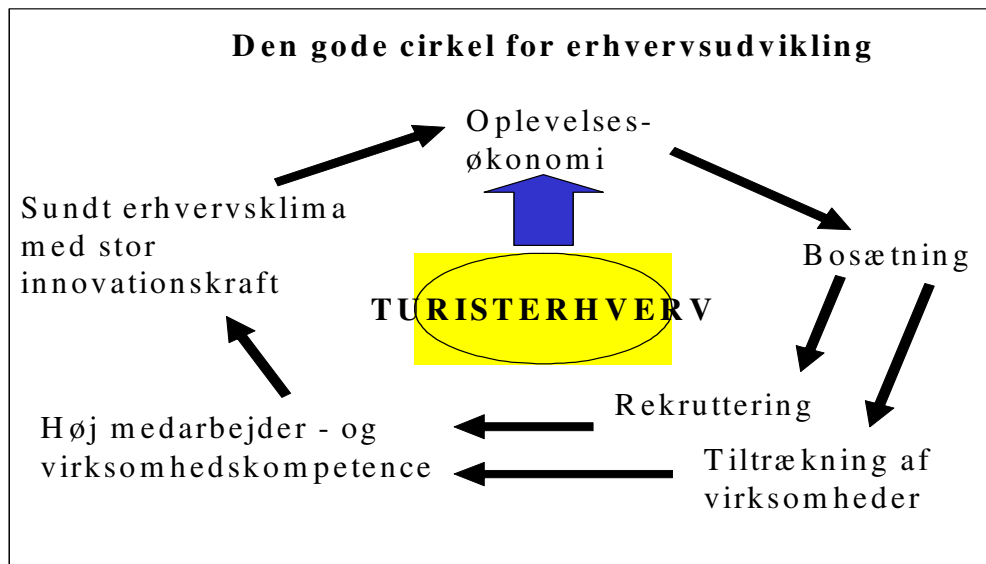 Den gode cirkel for erhvervsudvikling
Oplevelses-
økonomi
Sundt erhvervsklima
med stor
innovationskraft
Bosætning
TURISTERHVERV
Rekruttering
Høj medarbejder - og
virksomhedskompetence
Tiltrækning af
virksomheder